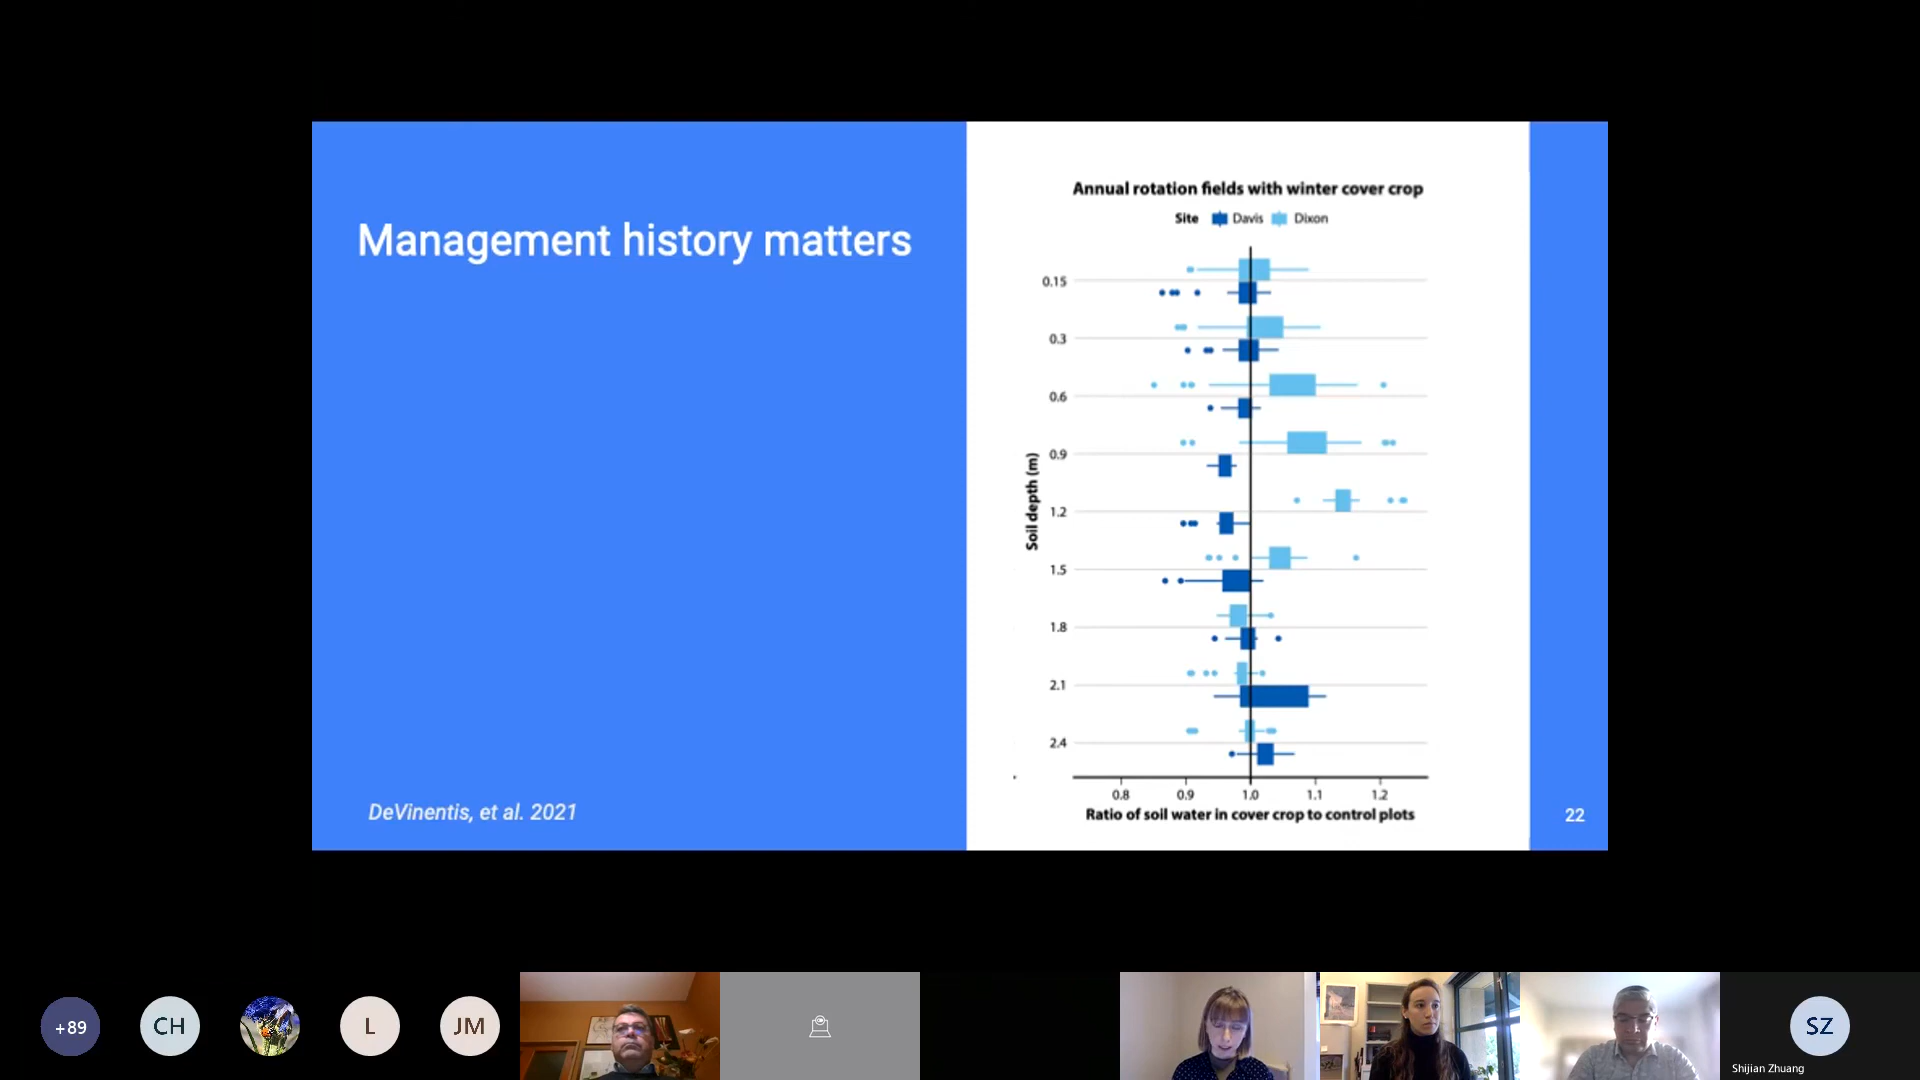 Management history matters
DeVinentis, et al. 2021
Annual rotation fields with winter cover crop
Site Davis Dixon
0.15
0.3
0.6
0.9
1.2
1.5
1.8
2.1
2.4
Soil depth (m)
0.8 0.9 1.0 1.1 1.2
Ratio of soil water in cover crop to control plots
22
+89 CH L JM SZ
Shijian Zhuang